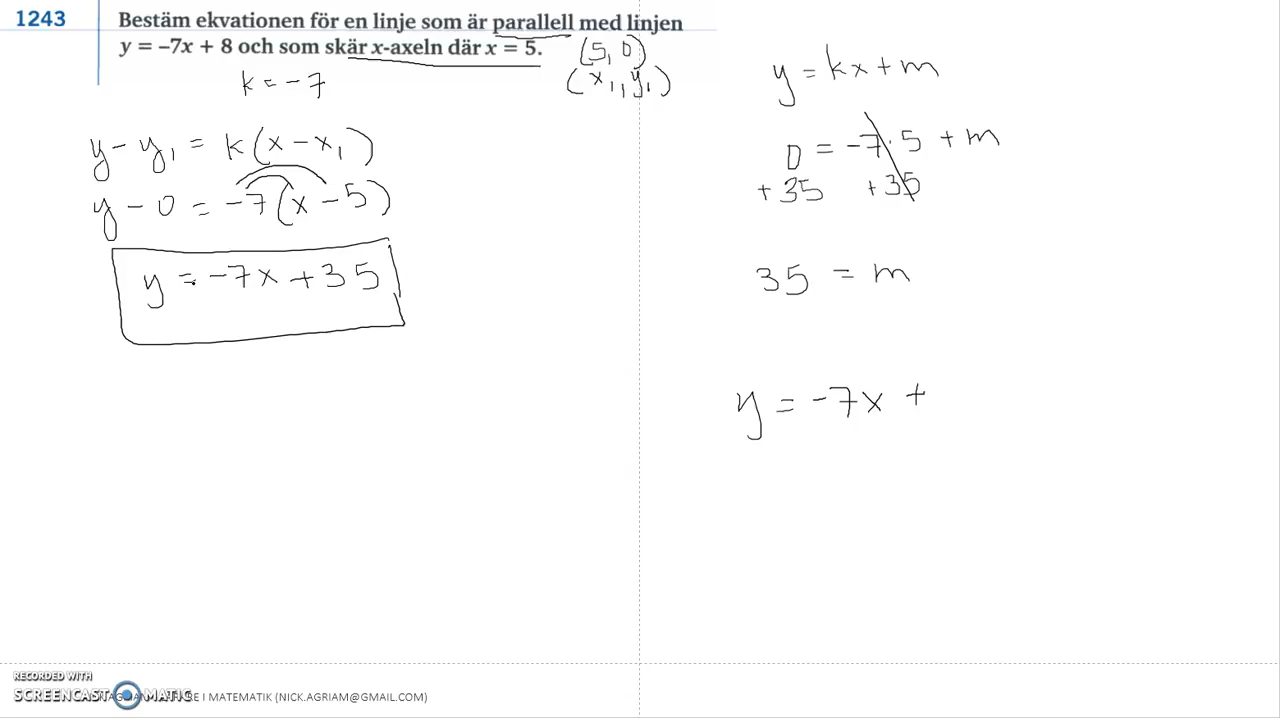 1243 Bestäm ekvationen för en linje som är parallell med linjen
y = –7x + 8 och som skär x-axeln där x = 5.
(5, 0)
(x₁, y₁)
k = -7
y - y₁ = k(x - x₁)
y - 0 = -7(x - 5)
y = -7x + 35
y = kx + m
0 = -7·5 + m
+35 +35
35 = m
y = -7x +
RECORDED WITH
SCREENCAST MATIC
I MATEMATIK (NICK.AGRIAM@GMAIL.COM)